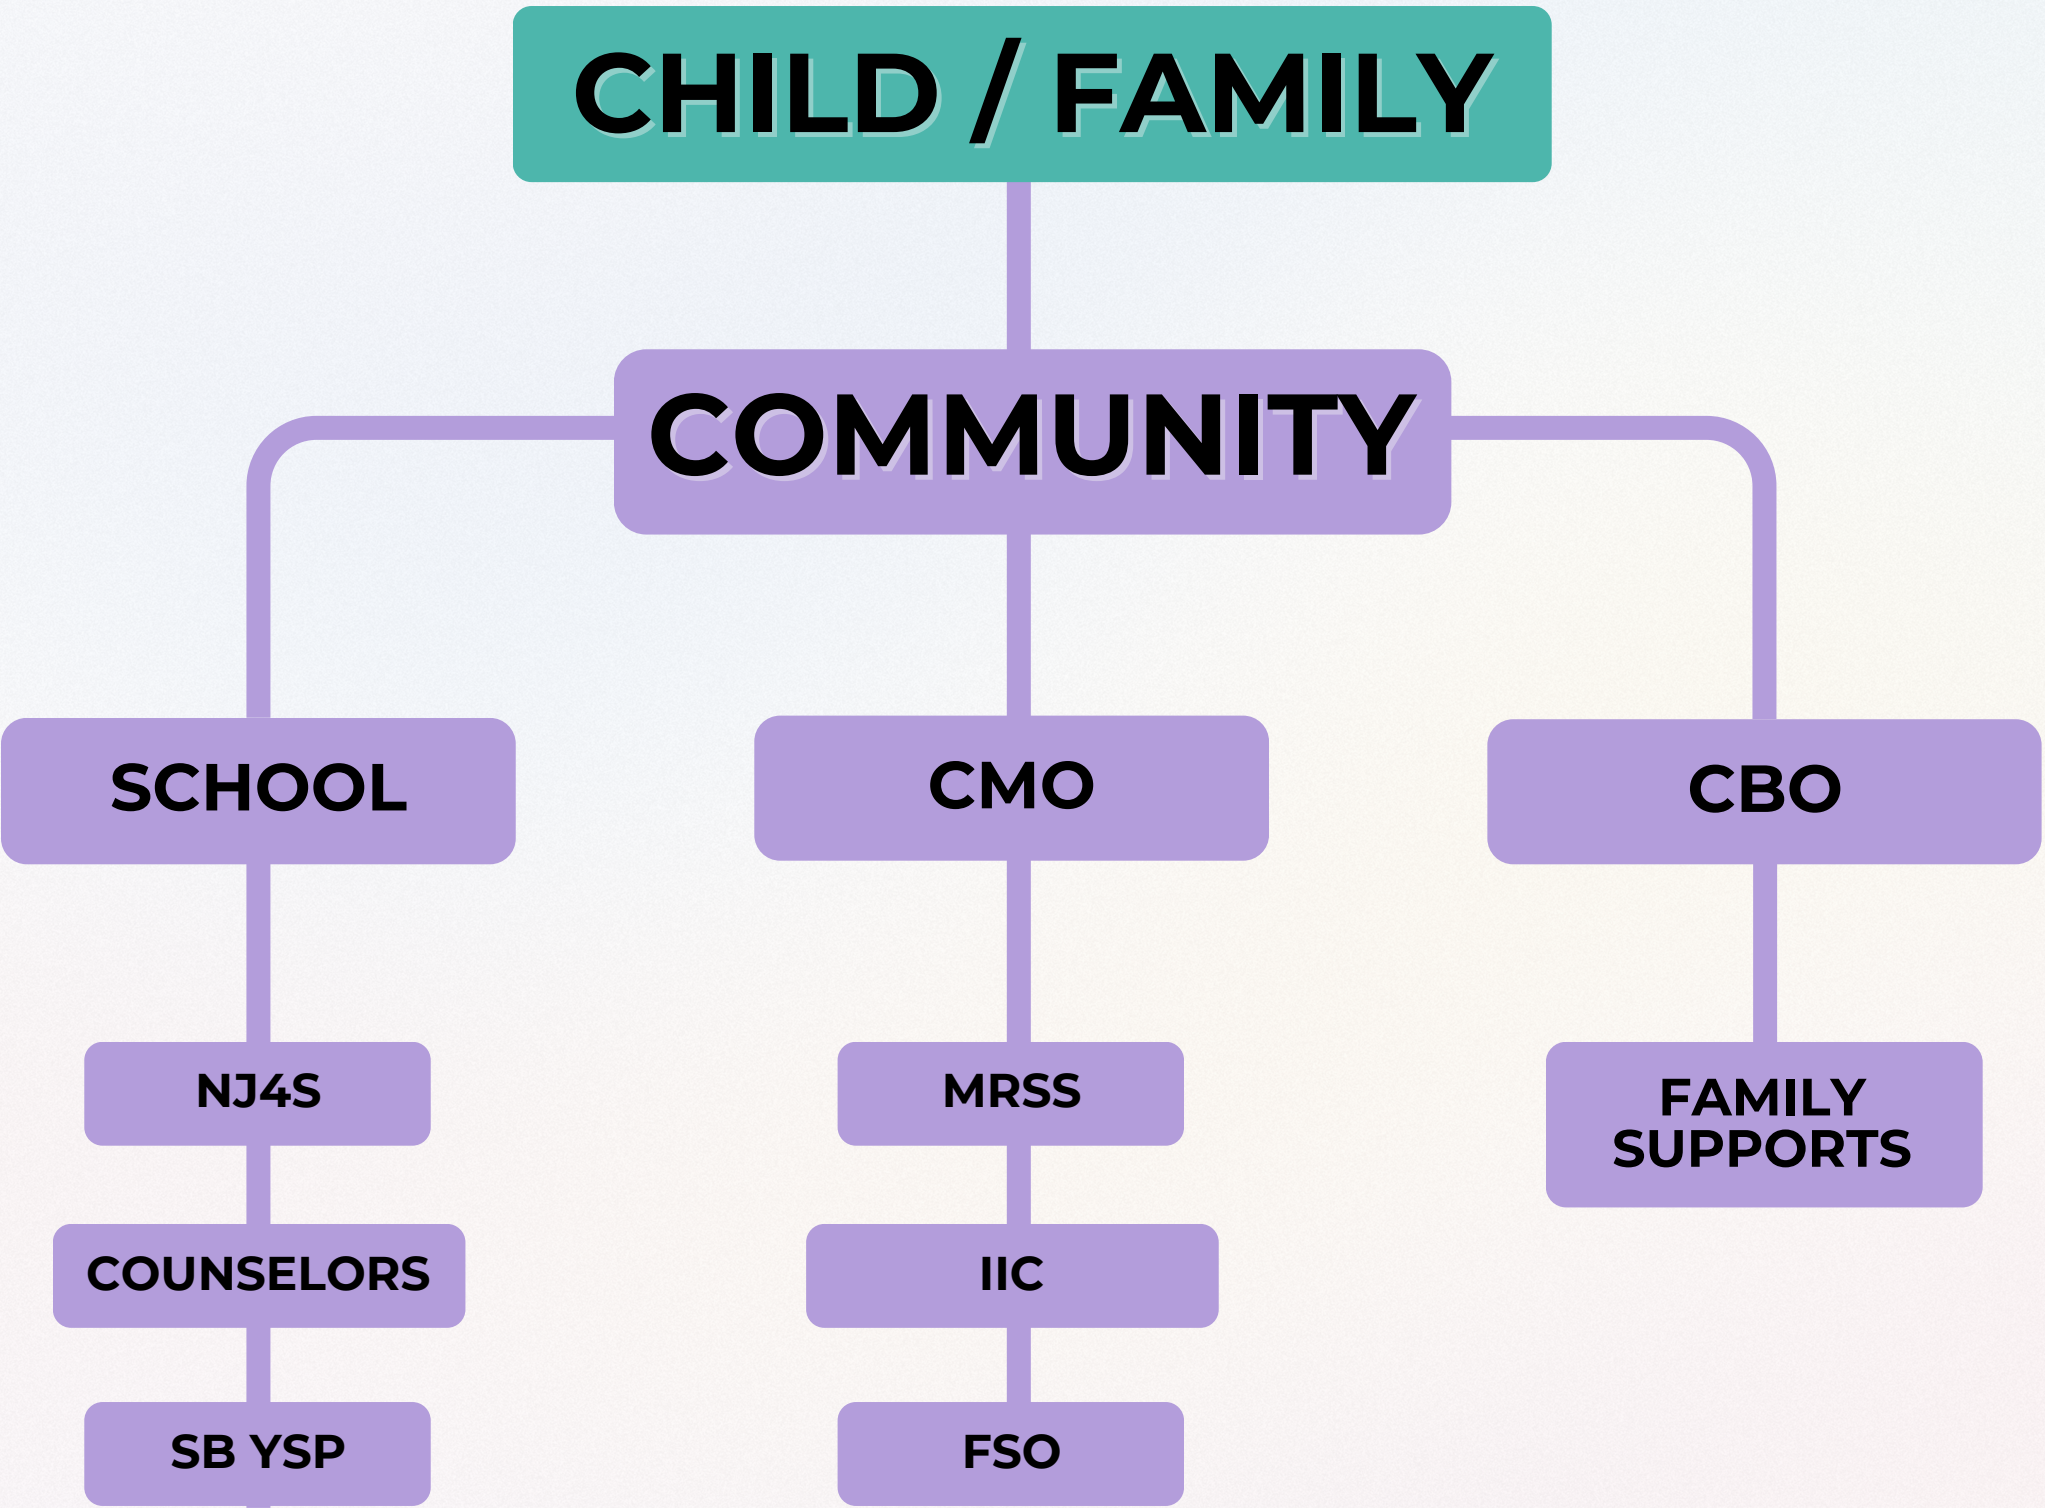 CHILD / FAMILY
COMMUNITY
SCHOOL
CMO
CBO
NJ4S
MRSS
FAMILY
SUPPORTS
COUNSELORS
IIC
SB YSP
FSO